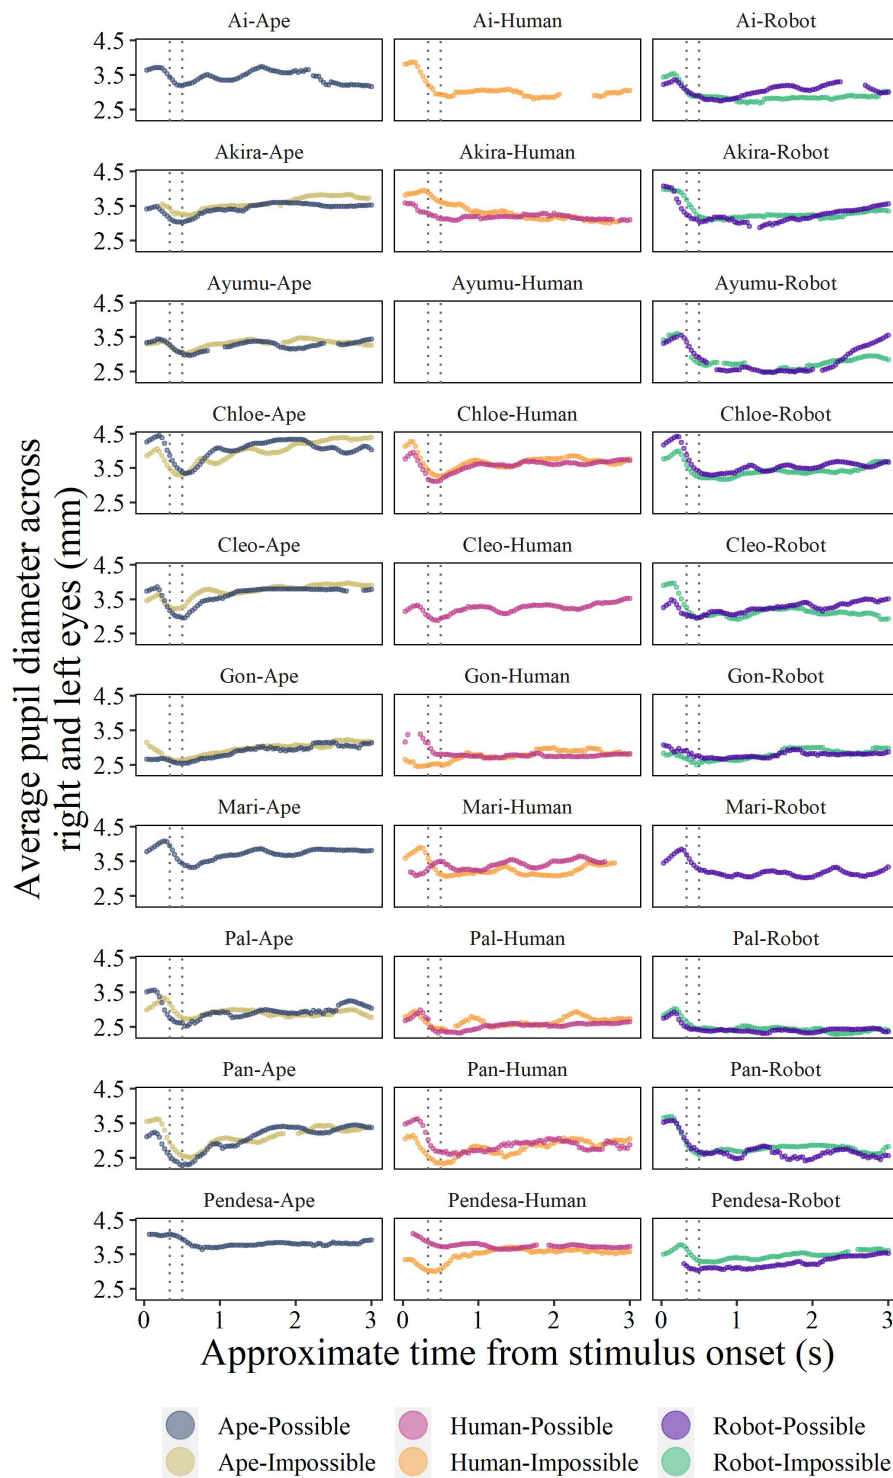 Ai-Ape Ai-Human Ai-Robot
4.5
3.5
2.5
Akira-Ape Akira-Human Akira-Robot
4.5
3.5
2.5
Ayumu-Ape Ayumu-Human Ayumu-Robot
4.5
3.5
2.5
Chloe-Ape Chloe-Human Chloe-Robot
4.5
3.5
2.5
Cleo-Ape Cleo-Human Cleo-Robot
4.5
3.5
2.5
Gon-Ape Gon-Human Gon-Robot
4.5
3.5
2.5
Mari-Ape Mari-Human Mari-Robot
4.5
3.5
2.5
Pal-Ape Pal-Human Pal-Robot
4.5
3.5
2.5
Pan-Ape Pan-Human Pan-Robot
4.5
3.5
2.5
Pendesa-Ape Pendesa-Human Pendesa-Robot
4.5
3.5
2.5
0 1 2 3 0 1 2 3 0 1 2 3
Average pupil diameter across
right and left eyes (mm)
Approximate time from stimulus onset (s)
Ape-Possible Human-Possible Robot-Possible
Ape-Impossible Human-Impossible Robot-Impossible